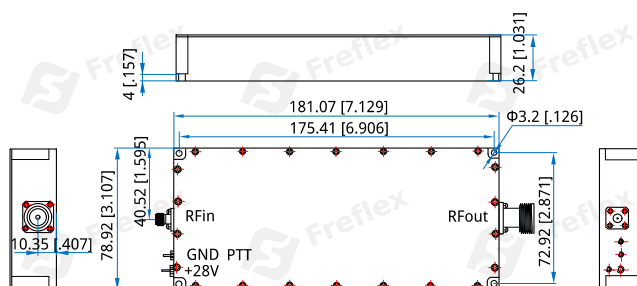 Freflex
Freflex
Freflex
4 [.157]
26.2 [1.031]
181.07 [7.129]
175.41 [6.906]
Φ3.2 [.126]
40.52 [1.595]
78.92 [3.107]
72.92 [2.871]
10.35 [.407]
RFin
RFout
GND PTT
+28V
Freflex
Freflex